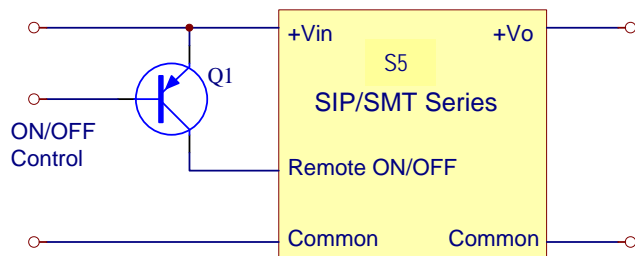 +Vin
+Vo
S5
Q1
SIP/SMT Series
ON/OFF
Control
Remote ON/OFF
Common
Common